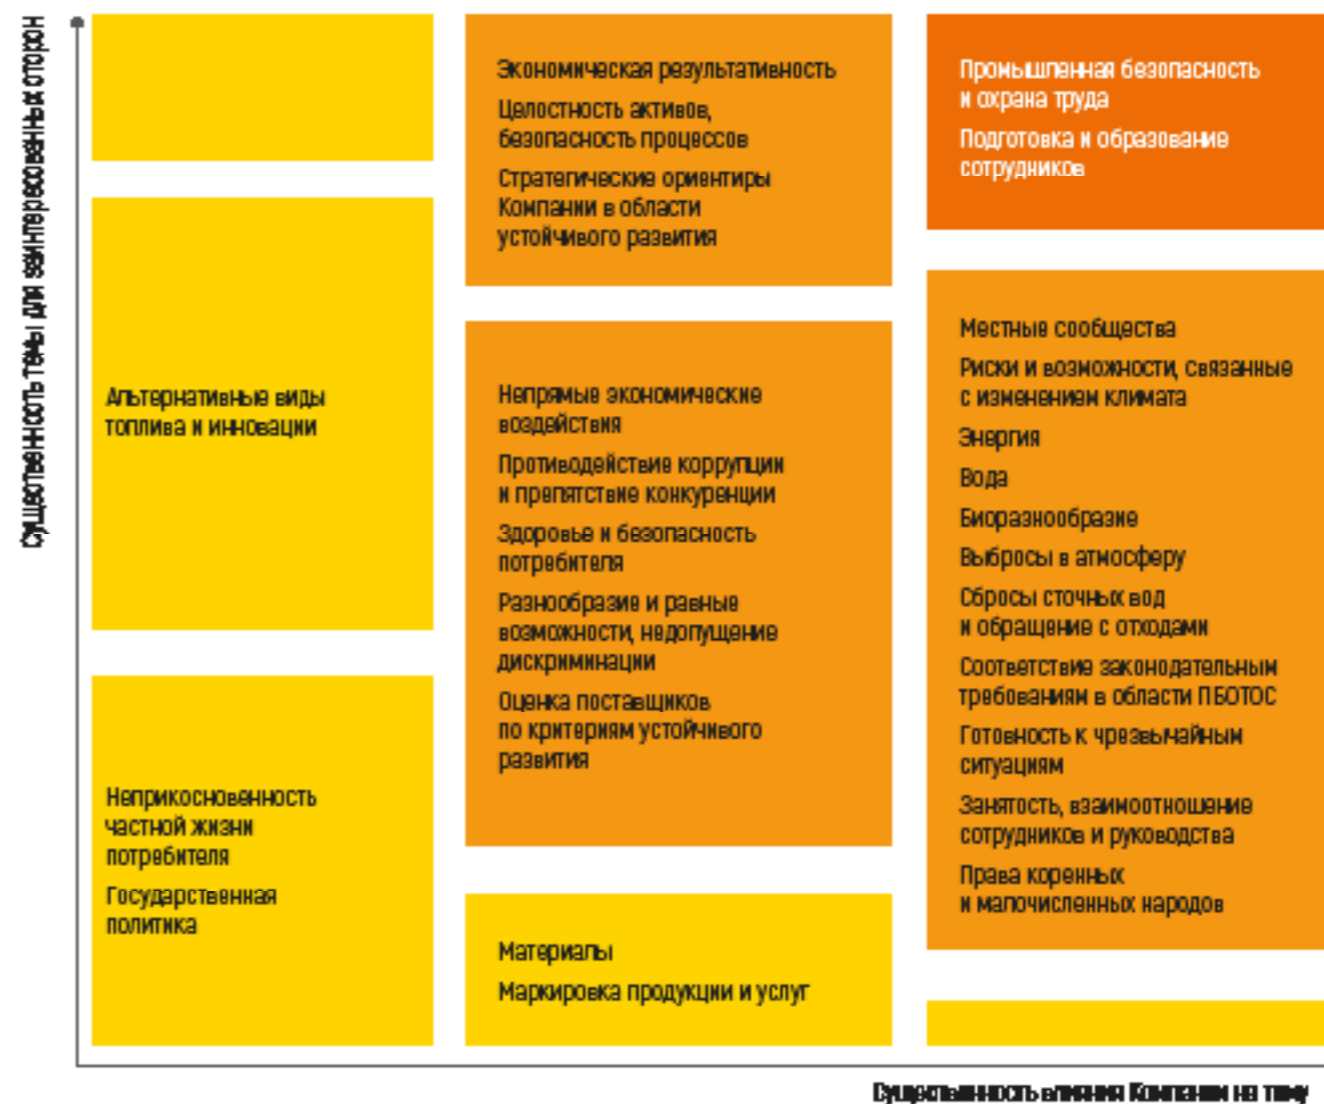 Существенность темы для заинтересованных сторон
Экономическая результативность
Целостность активов,
безопасность процессов
Стратегические ориентиры
Компании в области
устойчивого развития
Промышленная безопасность
и охрана труда
Подготовка и образование
сотрудников
Альтернативные виды
топлива и инновации
Непрямые экономические
воздействия
Противодействие коррупции
и препятствие конкуренции
Здоровье и безопасность
потребителя
Разнообразие и равные
возможности, недопущение
дискриминации
Оценка поставщиков
по критериям устойчивого
развития
Местные сообщества
Риски и возможности, связанные
с изменением климата
Энергия
Вода
Биоразнообразие
Выбросы в атмосферу
Сбросы сточных вод
и обращение с отходами
Соответствие законодательным
требованиям в области ПБОТОС
Готовность к чрезвычайным
ситуациям
Занятость, взаимоотношение
сотрудников и руководства
Права коренных
и малочисленных народов
Неприкосновенность
частной жизни
потребителя
Государственная
политика
Материалы
Маркировка продукции и услуг
Существенность влияния Компании на тему